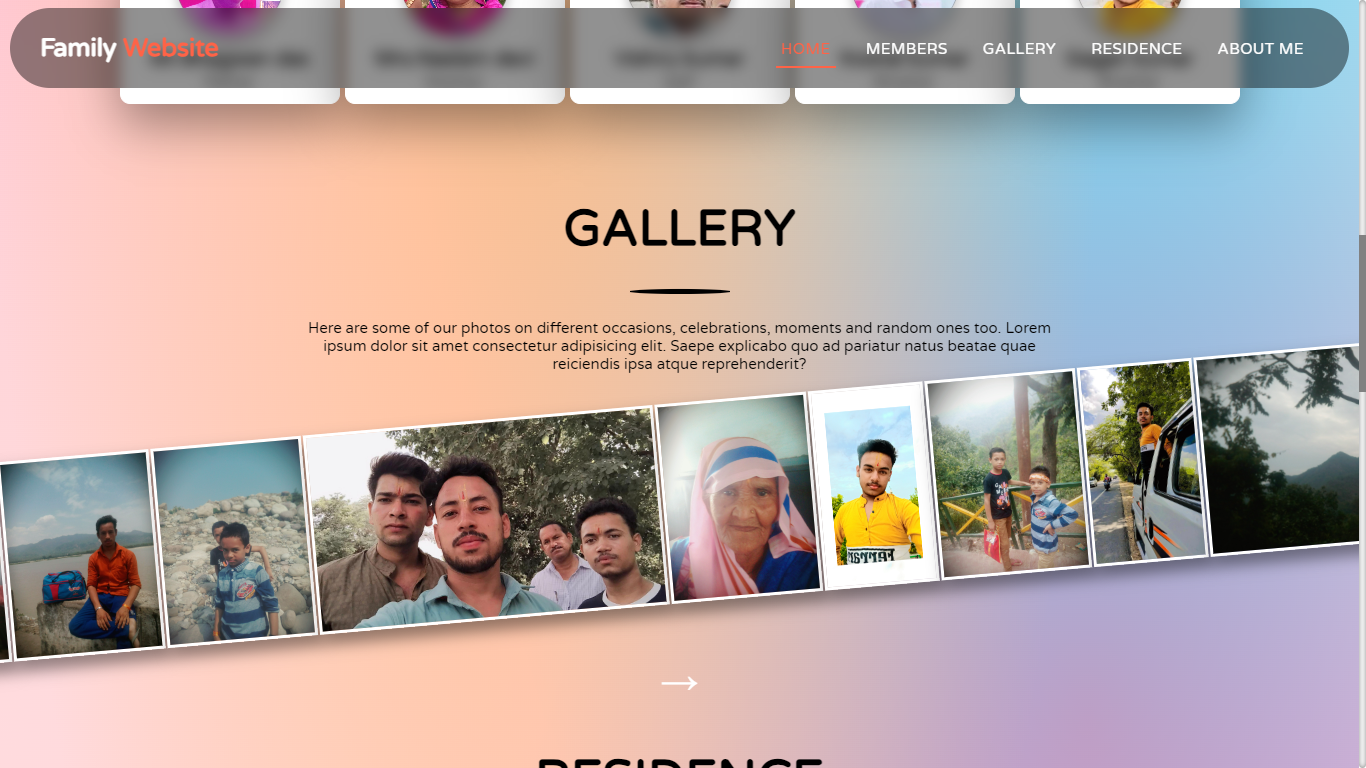 Family Website
HOME MEMBERS GALLERY RESIDENCE ABOUT ME
GALLERY
Here are some of our photos on different occasions, celebrations, moments and random ones too. Lorem
ipsum dolor sit amet consectetur adipisicing elit. Saepe explicabo quo ad pariatur natus beatae quae
reiciendis ipsa atque reprehenderit?
→
RESIDENCE